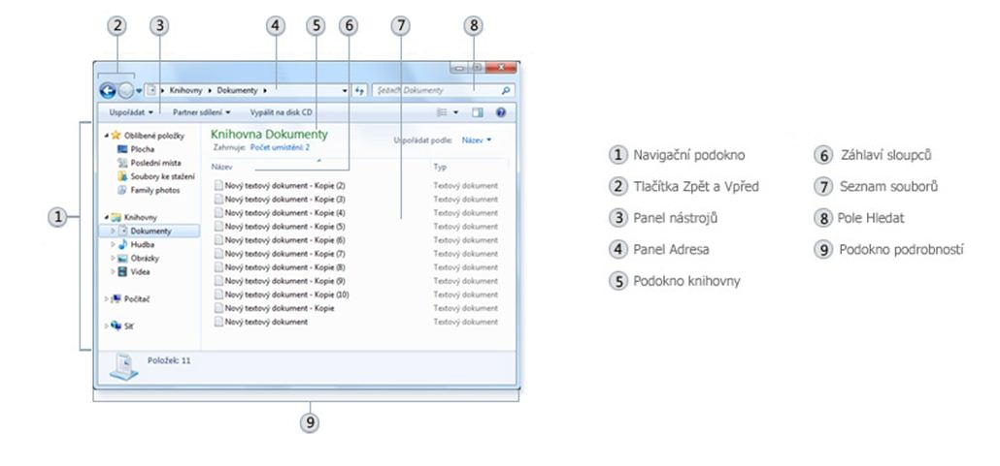 2 3 4 5 6 7 8
Knihovny Dokumenty
Dokumenty
Uspořádat Partner sdílení Vypálit na disk CD
Oblíbené položky
Plocha
Poslední místa
Soubory ke stažení
Family photos
Knihovny
Dokumenty
Hudba
Obrázky
Videa
Počítač
Síť
Knihovna Dokumenty
Zahrnuje: Počet umístění: 2
Uspořádat podle: Název
Název Typ
Nový textový dokument - Kopie (2) Textový dokument
Nový textový dokument - Kopie (3) Textový dokument
Nový textový dokument - Kopie (4) Textový dokument
Nový textový dokument - Kopie (5) Textový dokument
Nový textový dokument - Kopie (6) Textový dokument
Nový textový dokument - Kopie (7) Textový dokument
Nový textový dokument - Kopie (8) Textový dokument
Nový textový dokument - Kopie (9) Textový dokument
Nový textový dokument - Kopie (10) Textový dokument
Nový textový dokument - Kopie Textový dokument
Nový textový dokument Textový dokument
Položek: 11
1
9
1 Navigační podokno
2 Tlačítka Zpět a Vpřed
3 Panel nástrojů
4 Panel Adresa
5 Podokno knihovny
6 Záhlaví sloupců
7 Seznam souborů
8 Pole Hledat
9 Podokno podrobností